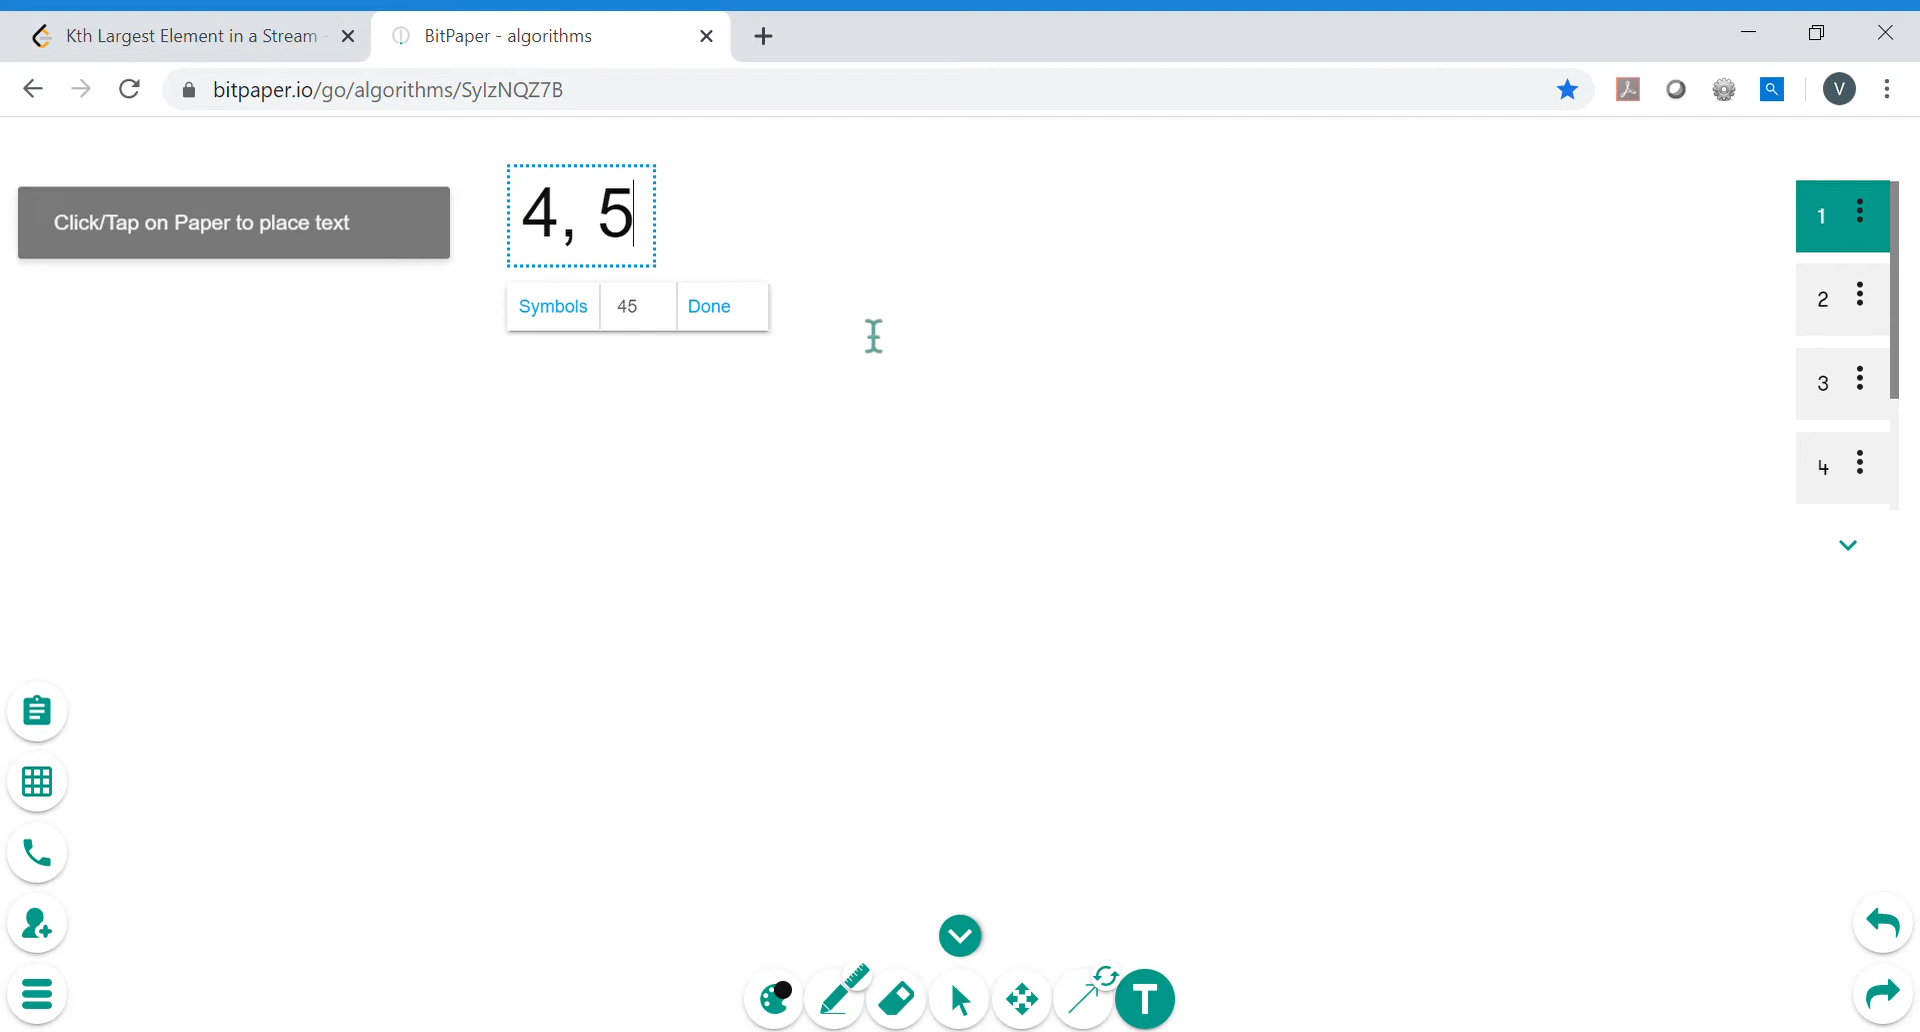 Kth Largest Element in a Stream -
BitPaper - algorithms
bitpaper.io/go/algorithms/SyIzNQZ7B
V
Click/Tap on Paper to place text
4, 5
Symbols 45 Done
1
2
3
4
T